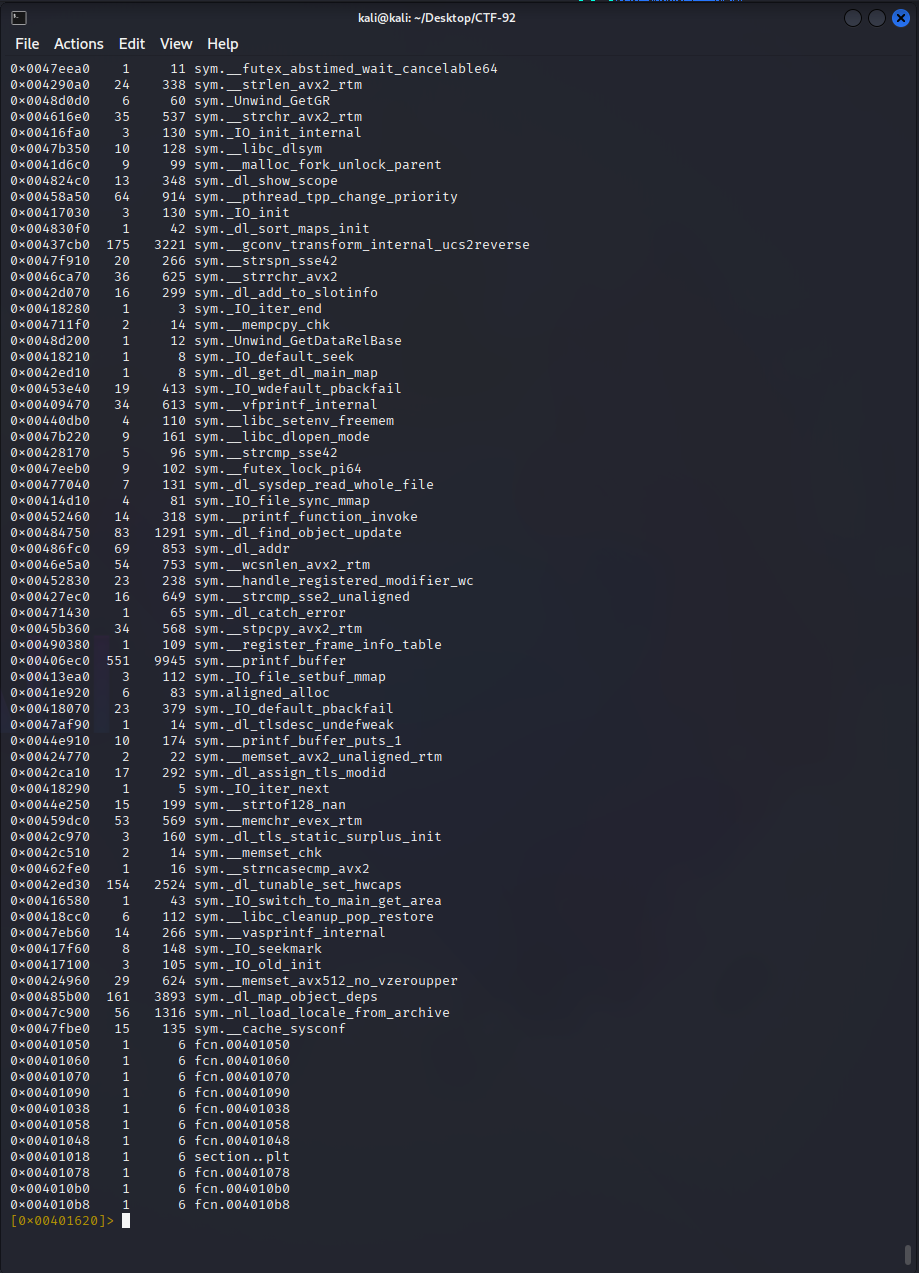 kali@kali: ~/Desktop/CTF-92
File Actions Edit View Help
0×0047eea0 1 11 sym.__futex_abstimed_wait_cancelable64
0×004290a0 24 338 sym.__strlen_avx2_rtm
0×0048d0d0 6 60 sym._Unwind_GetGR
0×004616e0 35 537 sym.__strchr_avx2_rtm
0×00416fa0 3 130 sym._IO_init_internal
0×0047b350 10 128 sym.__libc_dlsym
0×0041d6c0 9 99 sym.__malloc_fork_unlock_parent
0×004824c0 13 348 sym._dl_show_scope
0×00458a50 64 914 sym.__pthread_tpp_change_priority
0×00417030 3 130 sym._IO_init
0×004830f0 1 42 sym._dl_sort_maps_init
0×00437cb0 175 3221 sym.__gconv_transform_internal_ucs2reverse
0×0047f910 20 266 sym.__strspn_sse42
0×0046ca70 36 625 sym.__strrchr_avx2
0×0042d070 16 299 sym._dl_add_to_slotinfo
0×00418280 1 3 sym._IO_iter_end
0×004711f0 2 14 sym.__mempcpy_chk
0×0048d200 1 12 sym._Unwind_GetDataRelBase
0×00418210 1 8 sym._IO_default_seek
0×0042ed10 1 8 sym._dl_get_dl_main_map
0×00453e40 19 413 sym._IO_wdefault_pbackfail
0×00409470 34 613 sym.__vfprintf_internal
0×00440db0 4 110 sym.__libc_setenv_freemem
0×0047b220 9 161 sym.__libc_dlopen_mode
0×00428170 5 96 sym.__strcmp_sse42
0×0047eeb0 9 102 sym.__futex_lock_pi64
0×00477040 7 131 sym._dl_sysdep_read_whole_file
0×00414d10 4 81 sym._IO_file_sync_mmap
0×00452460 14 318 sym.__printf_function_invoke
0×00484750 83 1291 sym._dl_find_object_update
0×00486fc0 69 853 sym._dl_addr
0×0046e5a0 54 753 sym.__wcsnlen_avx2_rtm
0×00452830 23 238 sym.__handle_registered_modifier_wc
0×00427ec0 16 649 sym.__strcmp_sse2_unaligned
0×00471430 1 65 sym._dl_catch_error
0×0045b360 34 568 sym.__stpcpy_avx2_rtm
0×00490380 1 109 sym.__register_frame_info_table
0×00406ec0 551 9945 sym.__printf_buffer
0×00413ea0 3 112 sym._IO_file_setbuf_mmap
0×0041e920 6 83 sym.aligned_alloc
0×00418070 23 379 sym._IO_default_pbackfail
0×0047af90 1 14 sym._dl_tlsdesc_undefweak
0×0044e910 10 174 sym.__printf_buffer_puts_1
0×00424770 2 22 sym.__memset_avx2_unaligned_rtm
0×0042ca10 17 292 sym._dl_assign_tls_modid
0×00418290 1 5 sym._IO_iter_next
0×0044e250 15 199 sym.__strtof128_nan
0×00459dc0 53 569 sym.__memchr_evex_rtm
0×0042c970 3 160 sym._dl_tls_static_surplus_init
0×0042c510 2 14 sym.__memset_chk
0×00462fe0 1 16 sym.__strncasecmp_avx2
0×0042ed30 154 2524 sym._dl_tunable_set_hwcaps
0×00416580 1 43 sym._IO_switch_to_main_get_area
0×00418cc0 6 112 sym.__libc_cleanup_pop_restore
0×0047eb60 14 266 sym.__vasprintf_internal
0×00417f60 8 148 sym._IO_seekmark
0×00417100 3 105 sym._IO_old_init
0×00424960 29 624 sym.__memset_avx512_no_vzeroupper
0×00485b00 161 3893 sym._dl_map_object_deps
0×0047c900 56 1316 sym._nl_load_locale_from_archive
0×0047fbe0 15 135 sym.__cache_sysconf
0×00401050 1 6 fcn.00401050
0×00401060 1 6 fcn.00401060
0×00401070 1 6 fcn.00401070
0×00401090 1 6 fcn.00401090
0×00401038 1 6 fcn.00401038
0×00401058 1 6 fcn.00401058
0×00401048 1 6 fcn.00401048
0×00401018 1 6 section..plt
0×00401078 1 6 fcn.00401078
0×004010b0 1 6 fcn.004010b0
0×004010b8 1 6 fcn.004010b8
[0×00401620]>